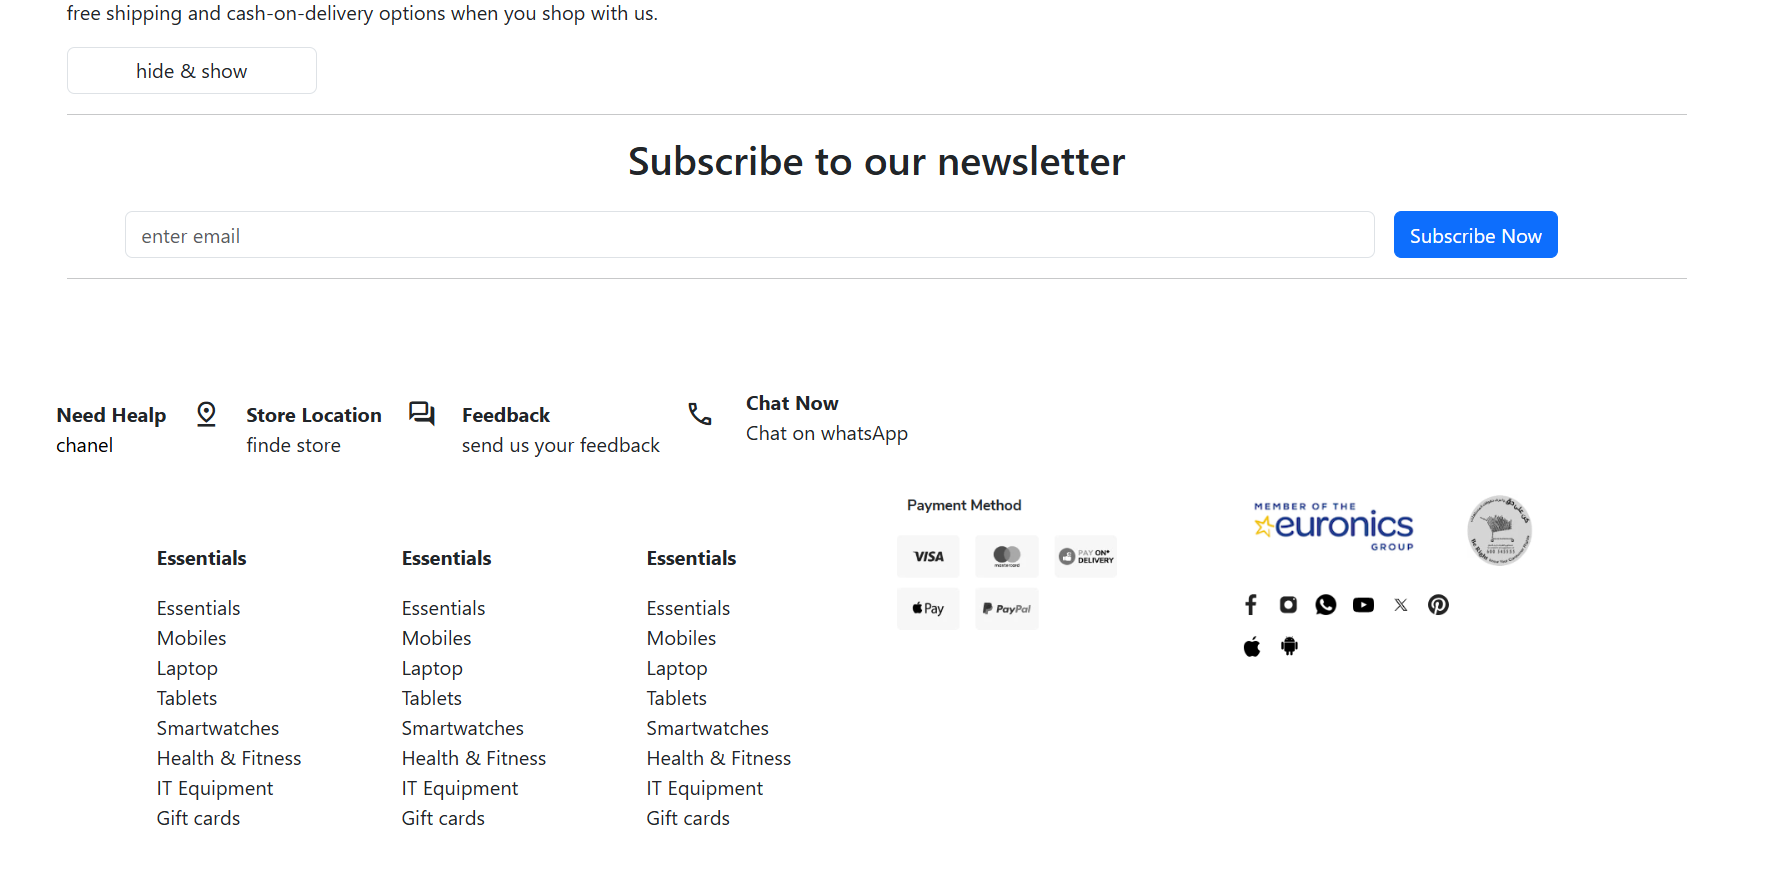 free shipping and cash-on-delivery options when you shop with us.
hide & show
Subscribe to our newsletter
enter email
Subscribe Now
Need Healp
chanel
Store Location
finde store
Feedback
send us your feedback
Chat Now
Chat on whatsApp
Essentials
Essentials
Mobiles
Laptop
Tablets
Smartwatches
Health & Fitness
IT Equipment
Gift cards
Essentials
Essentials
Mobiles
Laptop
Tablets
Smartwatches
Health & Fitness
IT Equipment
Gift cards
Essentials
Essentials
Mobiles
Laptop
Tablets
Smartwatches
Health & Fitness
IT Equipment
Gift cards
Payment Method
VISA
mastercard
PAY ON*
DELIVERY
Pay
PayPal
MEMBER OF THE
euronics
GROUP
Be Right